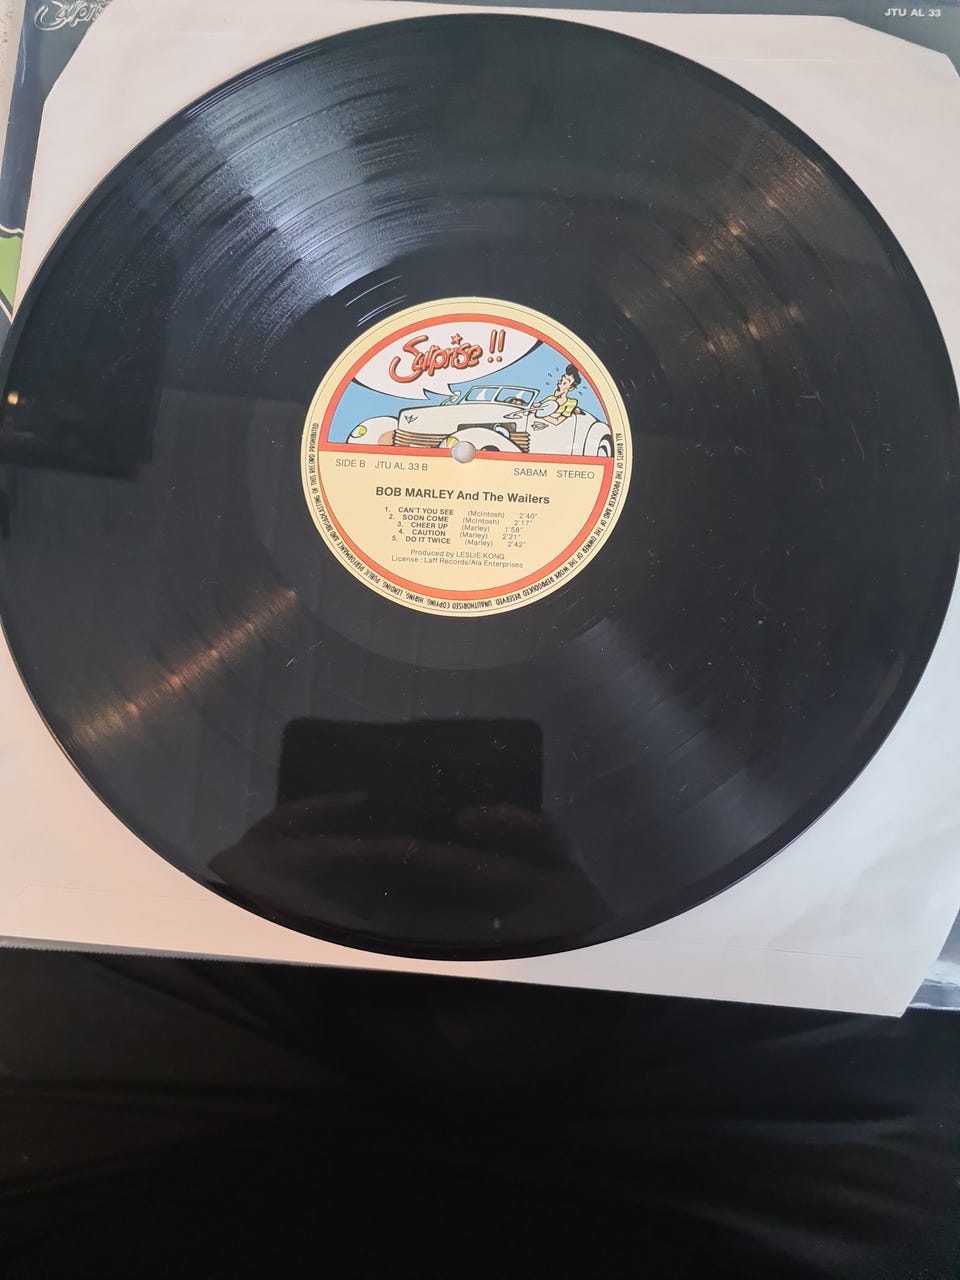 Surprise
JTU AL 33
Surprise !!
SIDE B JTU AL 33 B SABAM STEREO
BOB MARLEY And The Wailers
1. CAN'T YOU SEE (McIntosh) 2'40"
2. SOON COME (McIntosh) 2'17"
3. CHEER UP (Marley) 1'58"
4. CAUTION (Marley) 2'21"
5. DO IT TWICE (Marley) 2'42"
Produced by LESLIE KONG
License : Laff Records/Ala Enterprises
ALL RIGHTS OF THE PRODUCER AND OF THE OWNER OF THE WORK REPRODUCED RESERVED. UNAUTHORISED COPYING, HIRING, LENDING, PUBLIC PERFORMANCE AND BROADCASTING OF THIS RECORD PROHIBITED